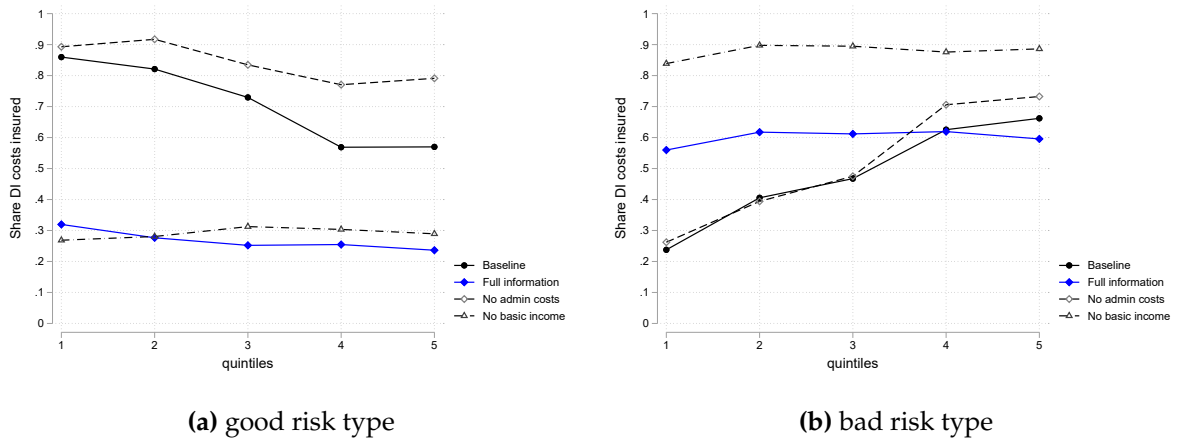 Share DI costs insured
1
.9
.8
.7
.6
.5
.4
.3
.2
.1
0
1 2 3 4 5
quintiles
Baseline
Full information
No admin costs
No basic income
(a) good risk type
Share DI costs insured
1
.9
.8
.7
.6
.5
.4
.3
.2
.1
0
1 2 3 4 5
quintiles
Baseline
Full information
No admin costs
No basic income
(b) bad risk type